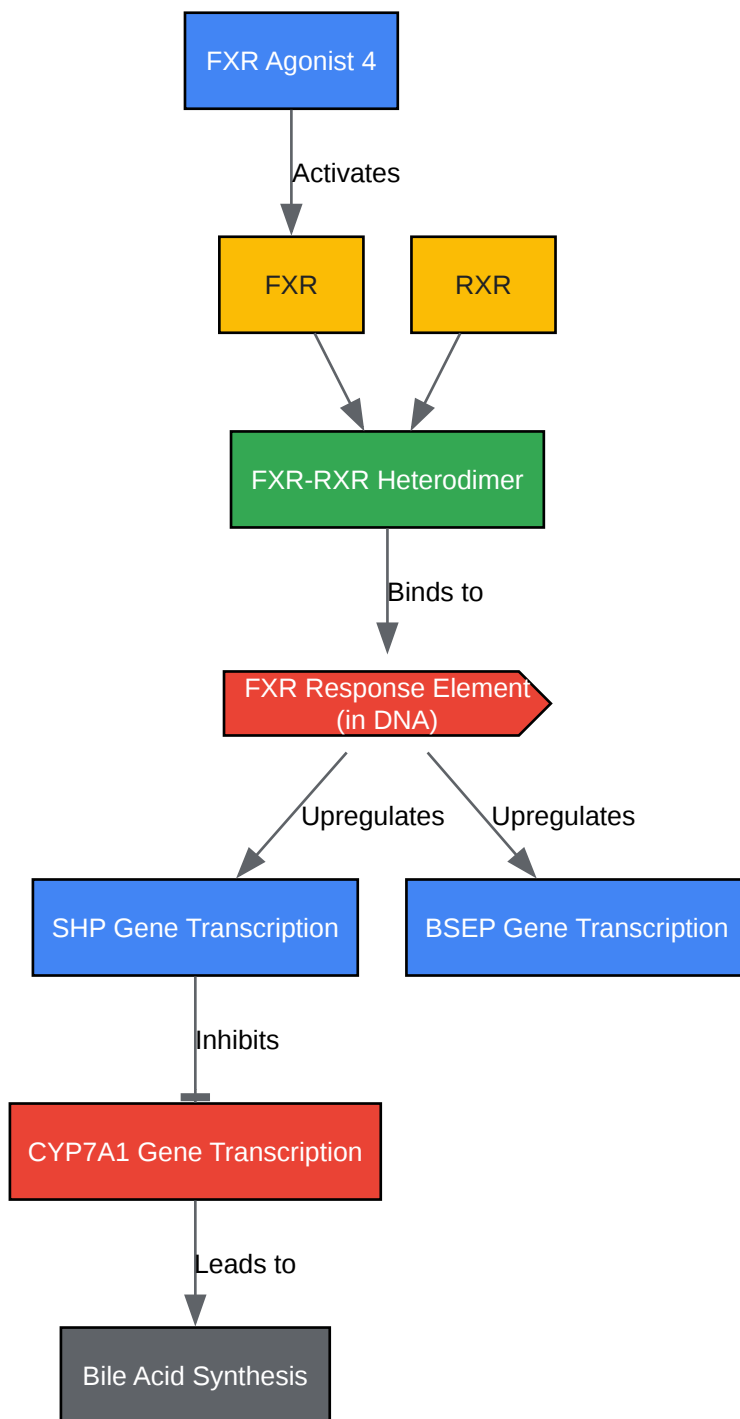 FXR Agonist 4
Activates
FXR
RXR
FXR-RXR Heterodimer
Binds to
FXR Response Element
(in DNA)
Upregulates
Upregulates
SHP Gene Transcription
BSEP Gene Transcription
Inhibits
CYP7A1 Gene Transcription
Leads to
Bile Acid Synthesis